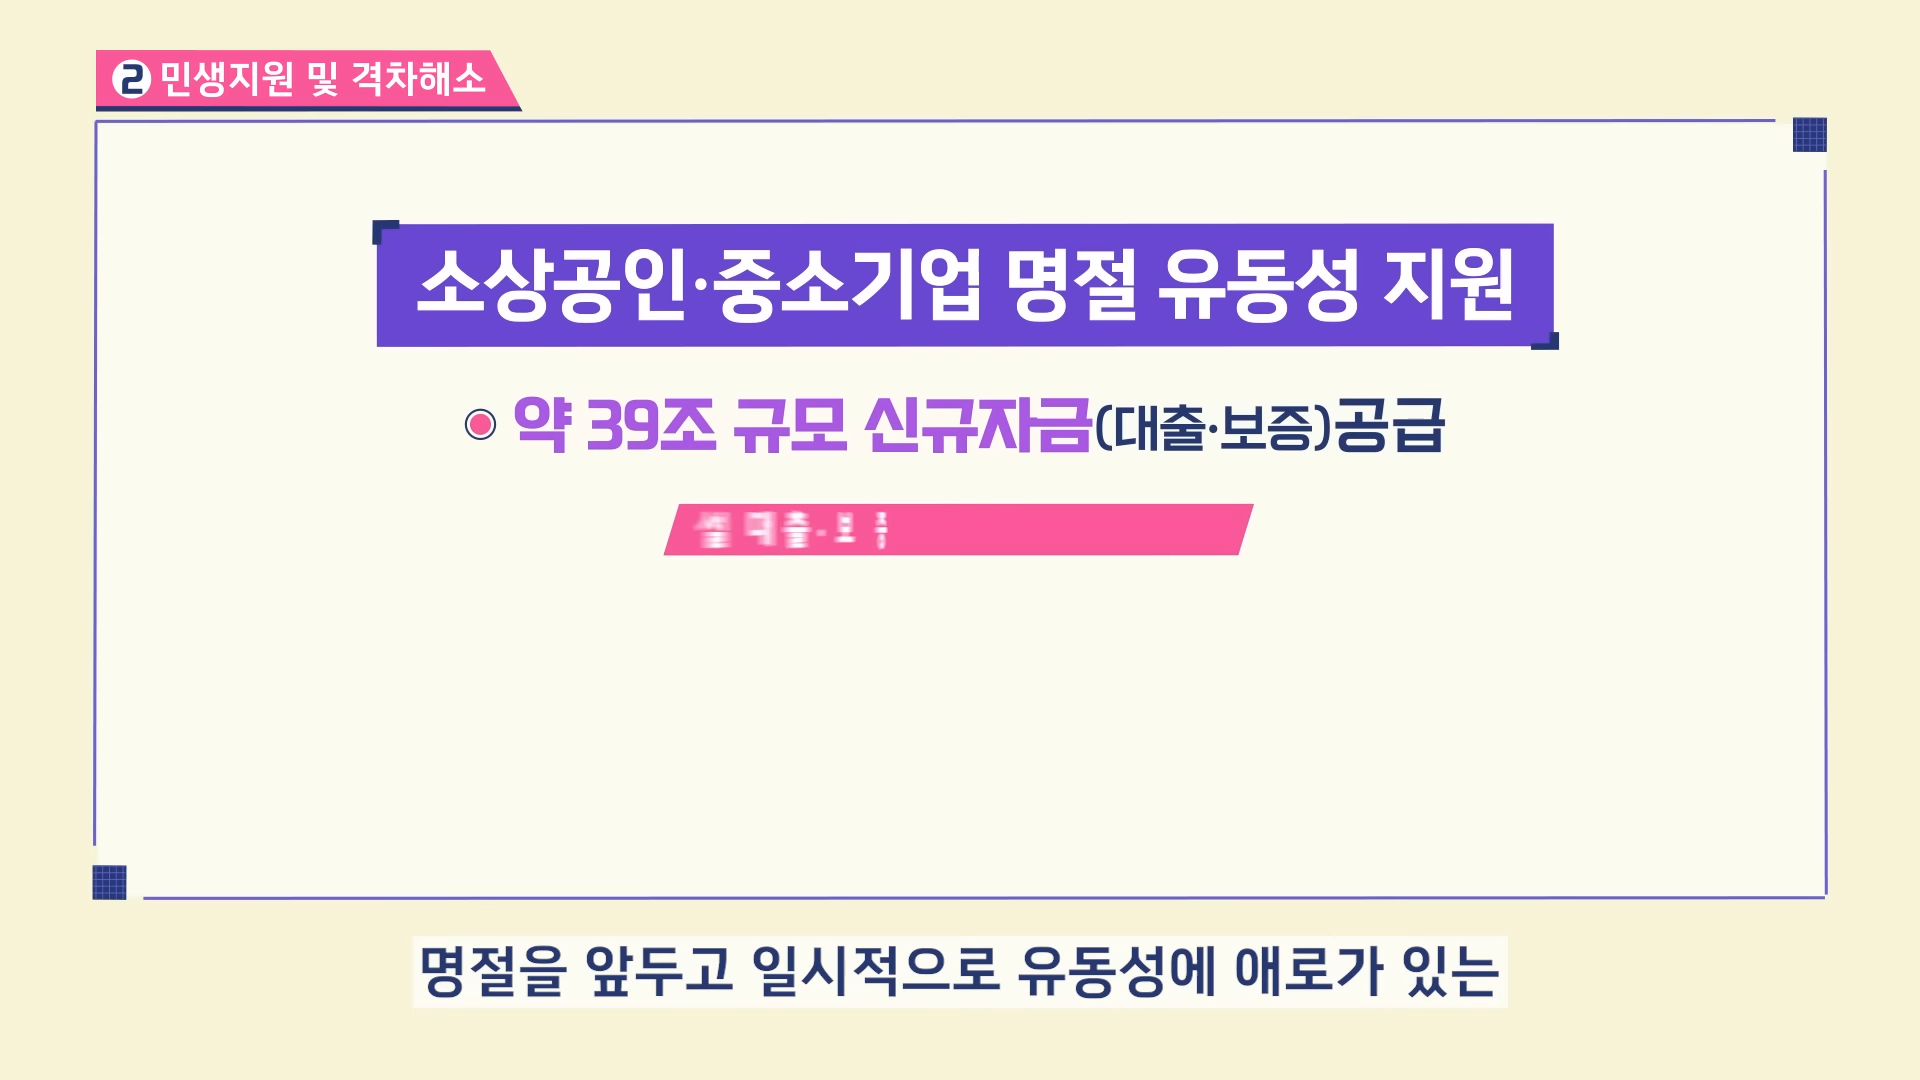 2 민생지원 및 격차해소
소상공인·중소기업 명절 유동성 지원
약 39조 규모 신규자금(대출·보증)공급
명절을 앞두고 일시적으로 유동성에 애로가 있는